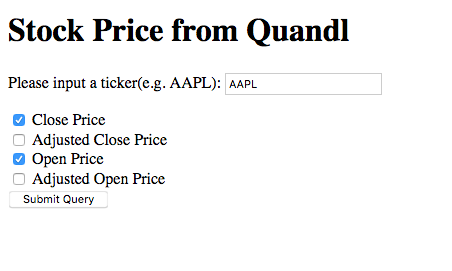 Stock Price from Quandl
Please input a ticker(e.g. AAPL): AAPL
Close Price
Adjusted Close Price
Open Price
Adjusted Open Price
Submit Query